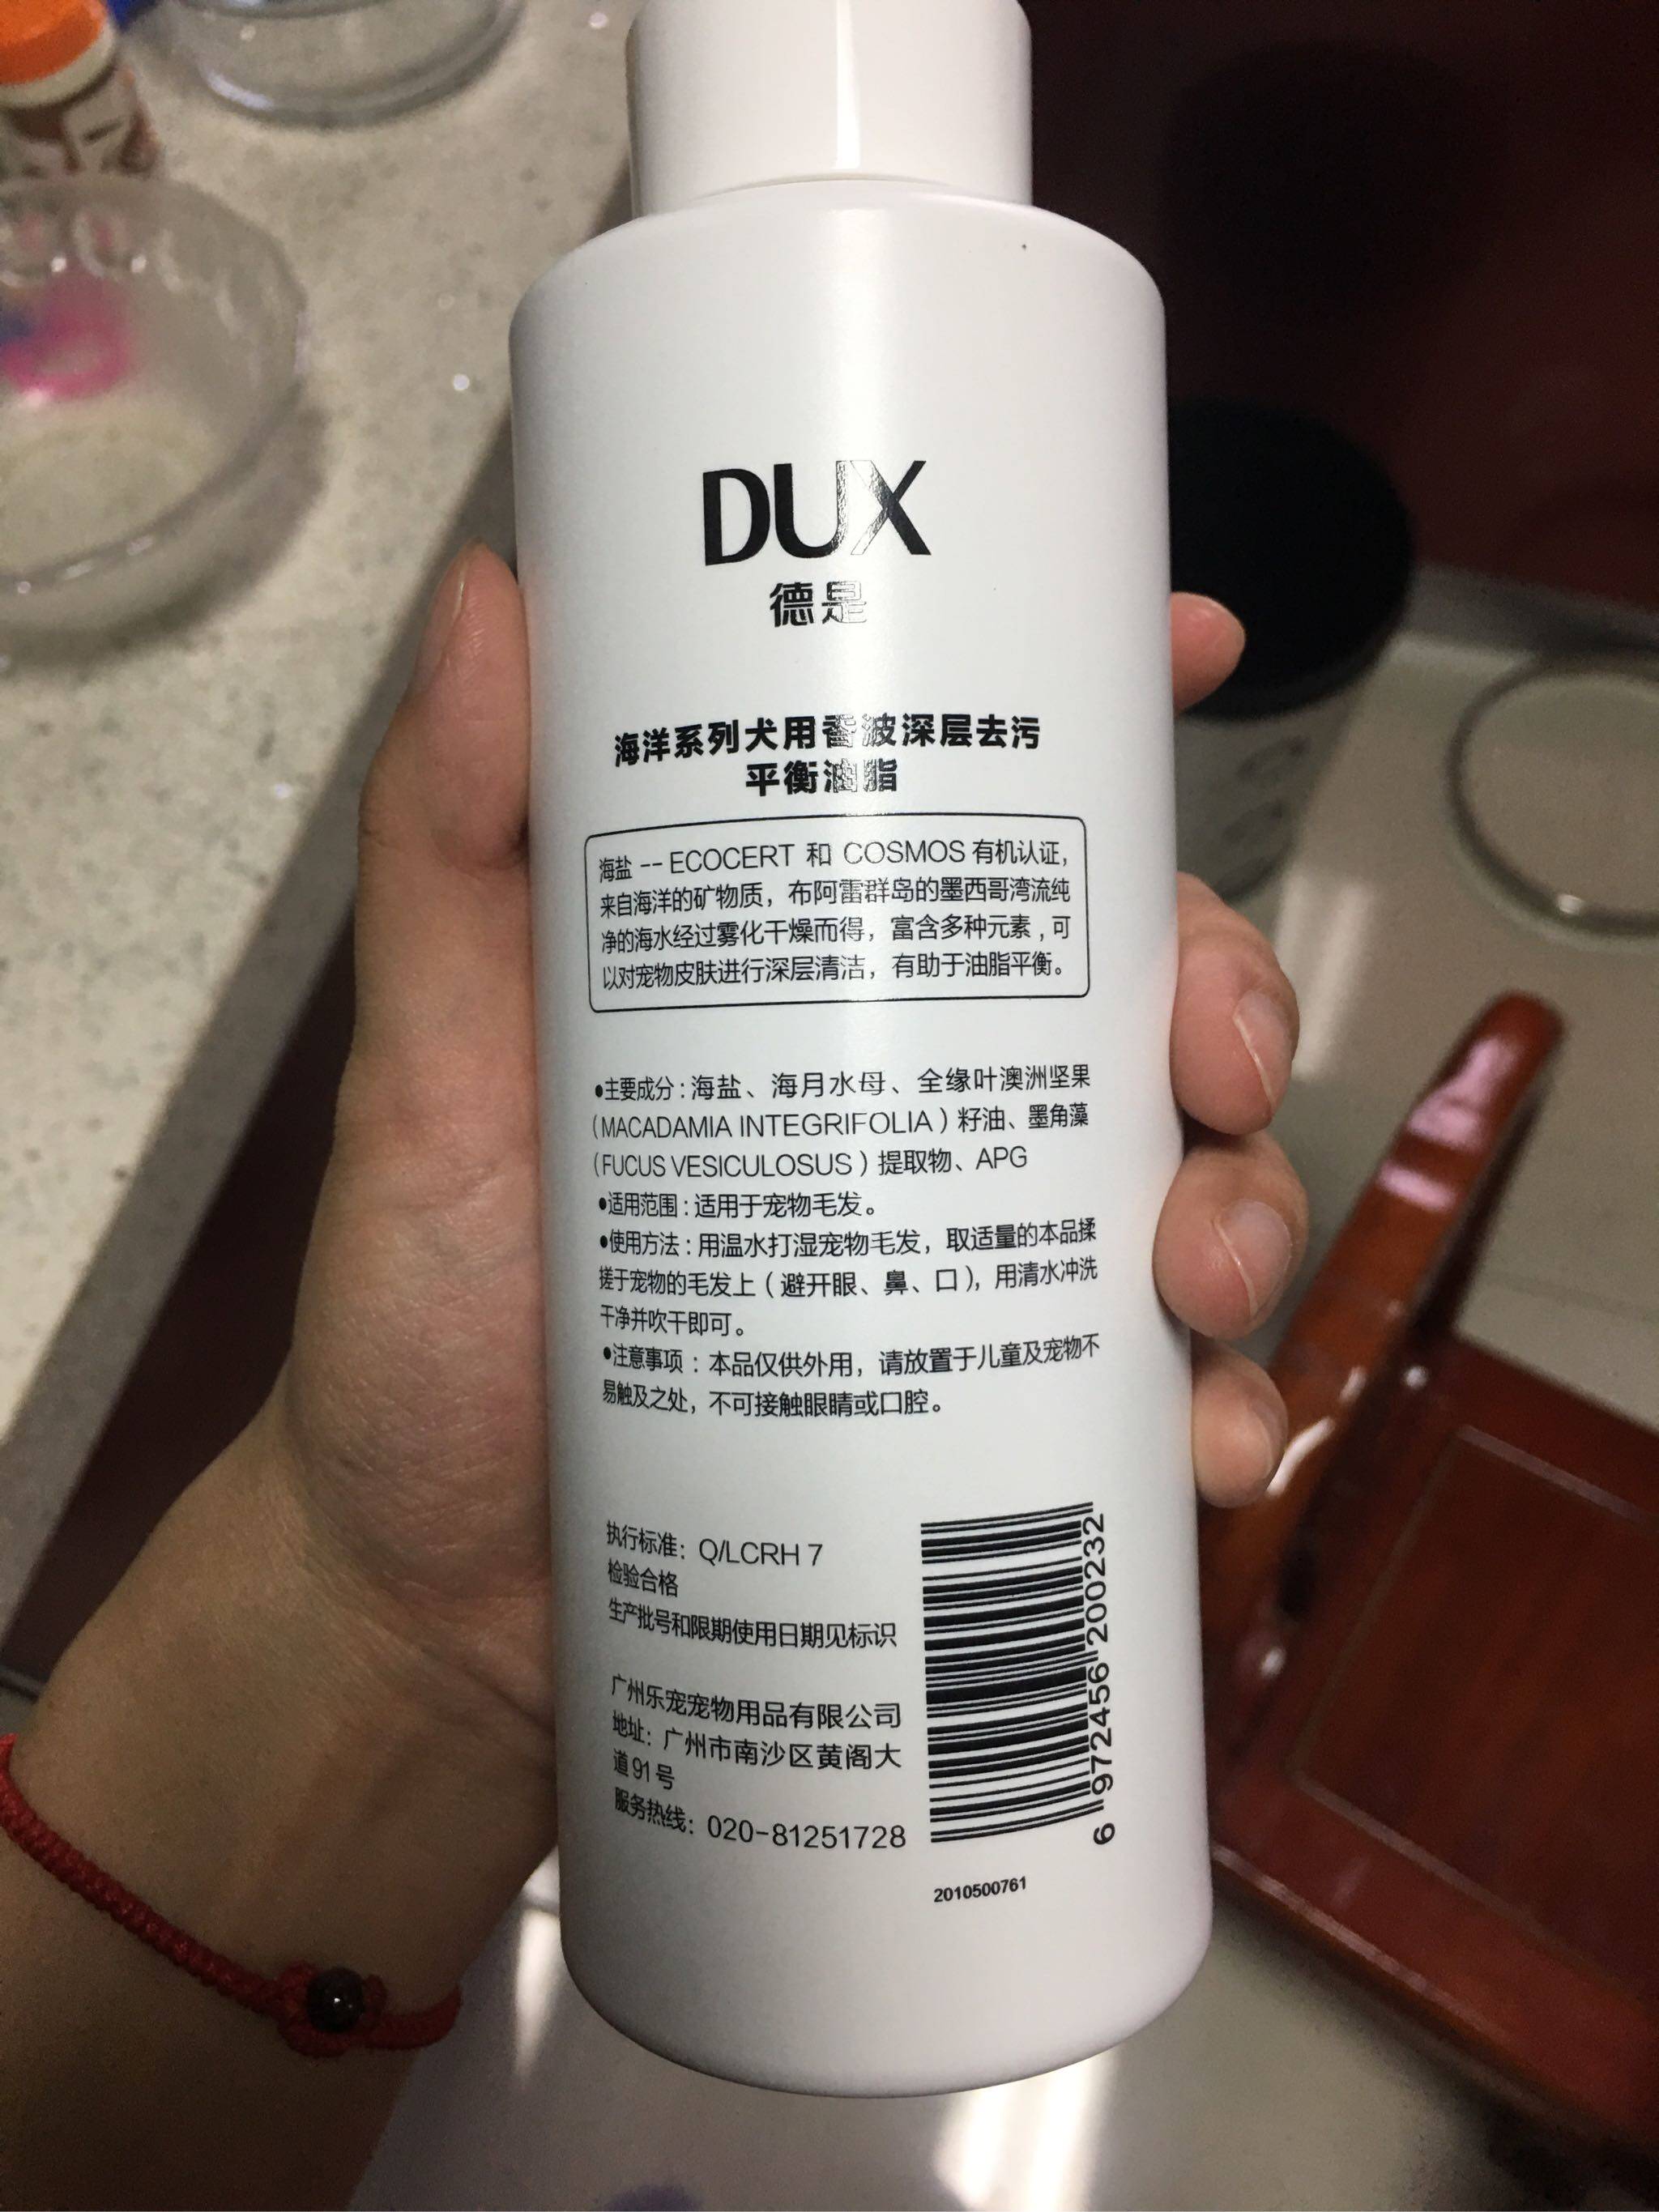 DUX
德是
海洋系列犬用香波深层去污
平衡油脂
海盐 -- ECOCERT 和 COSMOS 有机认证，
来自海洋的矿物质，布阿雷群岛的墨西哥湾流纯
净的海水经过雾化干燥而得，富含多种元素，可
以对宠物皮肤进行深层清洁，有助于油脂平衡。
●主要成分：海盐、海月水母、全缘叶澳洲坚果
（MACADAMIA INTEGRIFOLIA）籽油、墨角藻
（FUCUS VESICULOSUS）提取物、APG
●适用范围：适用于宠物毛发。
●使用方法：用温水打湿宠物毛发，取适量的本品揉
搓于宠物的毛发上（避开眼、鼻、口），用清水冲洗
干净并吹干即可。
●注意事项：本品仅供外用，请放置于儿童及宠物不
易触及之处，不可接触眼睛或口腔。
执行标准：Q/LCRH 7
检验合格
生产批号和限期使用日期见标识
广州乐宠宠物用品有限公司
地址：广州市南沙区黄阁大
道91号
服务热线：020-81251728
6 972456 200232
2010500761